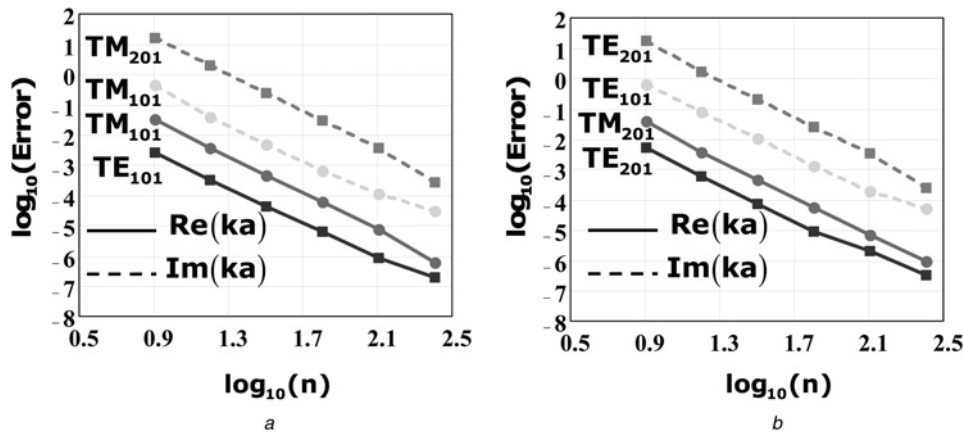 2
1
0
- 1
- 2
- 3
- 4
- 5
- 6
- 7
- 8
log10(Error)
TM201
TM101
TM101
TE101
Re(ka)
Im(ka)
0.5 0.9 1.3 1.7 2.1 2.5
log10(n)
a
2
1
0
- 1
- 2
- 3
- 4
- 5
- 6
- 7
- 8
log10(Error)
TE201
TE101
TM201
TE201
Re(ka)
Im(ka)
0.5 0.9 1.3 1.7 2.1 2.5
log10(n)
b